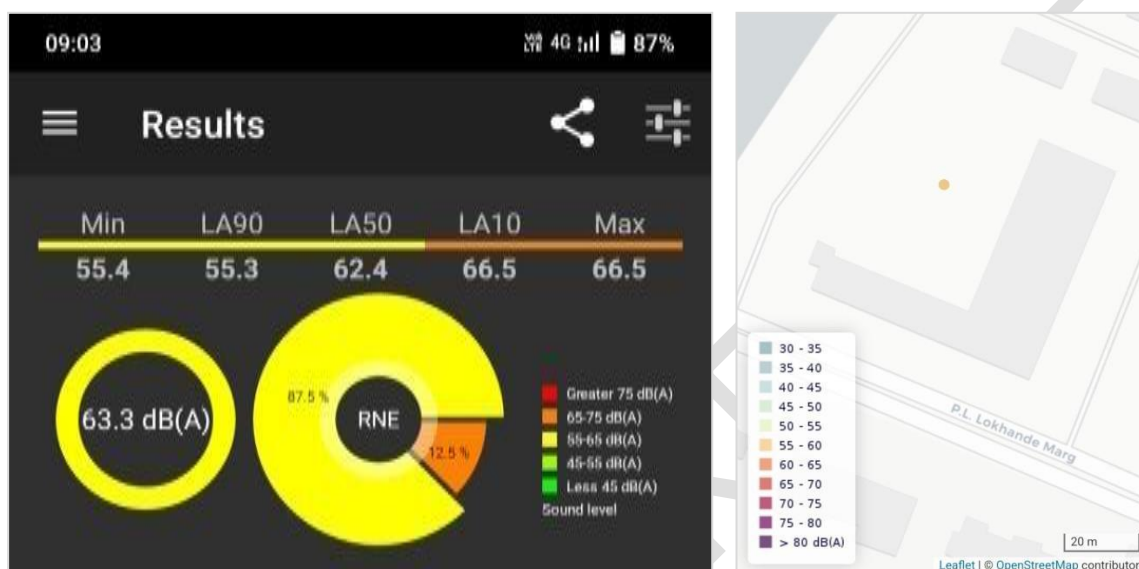 09:03 4G 87%
Results
Min LA90 LA50 LA10 Max
55.4 55.3 62.4 66.5 66.5
63.3 dB(A)
87.5 %
RNE
12.5 %
Greater 75 dB(A)
65-75 dB(A)
55-65 dB(A)
45-55 dB(A)
Less 45 dB(A)
Sound level
P.L. Lokhande Marg
30 - 35
35 - 40
40 - 45
45 - 50
50 - 55
55 - 60
60 - 65
65 - 70
70 - 75
75 - 80
> 80 dB(A)
20 m
Leaflet | © OpenStreetMap contributor